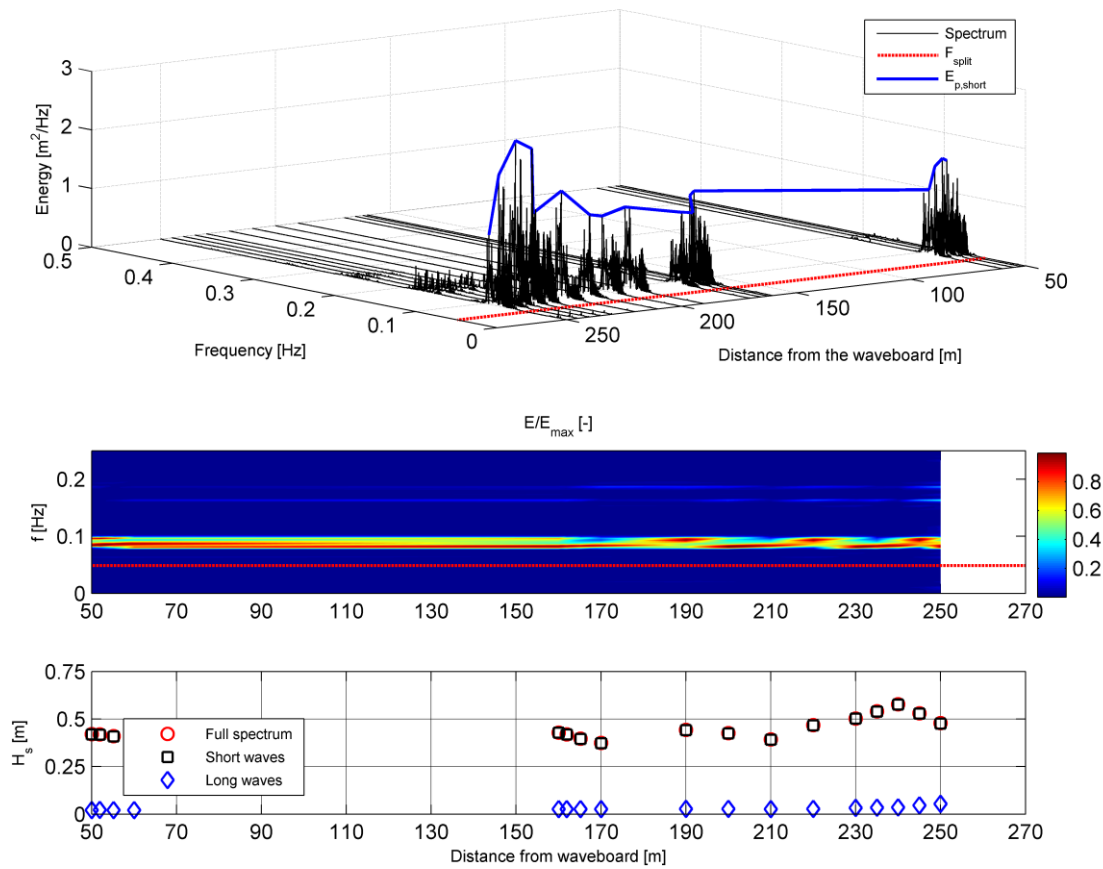 3
2
1
0
Energy [m²/Hz]
0.5
0.4
0.3
0.2
0.1
0
Frequency [Hz]
250
200
150
100
50
Distance from the waveboard [m]
Spectrum
F_split
E_p,short
E/E_max [-]
0.2
0.1
0
f [Hz]
50 70 90 110 130 150 170 190 210 230 250 270
0.8
0.6
0.4
0.2
0.75
0.5
0.25
0
H_s [m]
Full spectrum
Short waves
Long waves
50 70 90 110 130 150 170 190 210 230 250 270
Distance from waveboard [m]